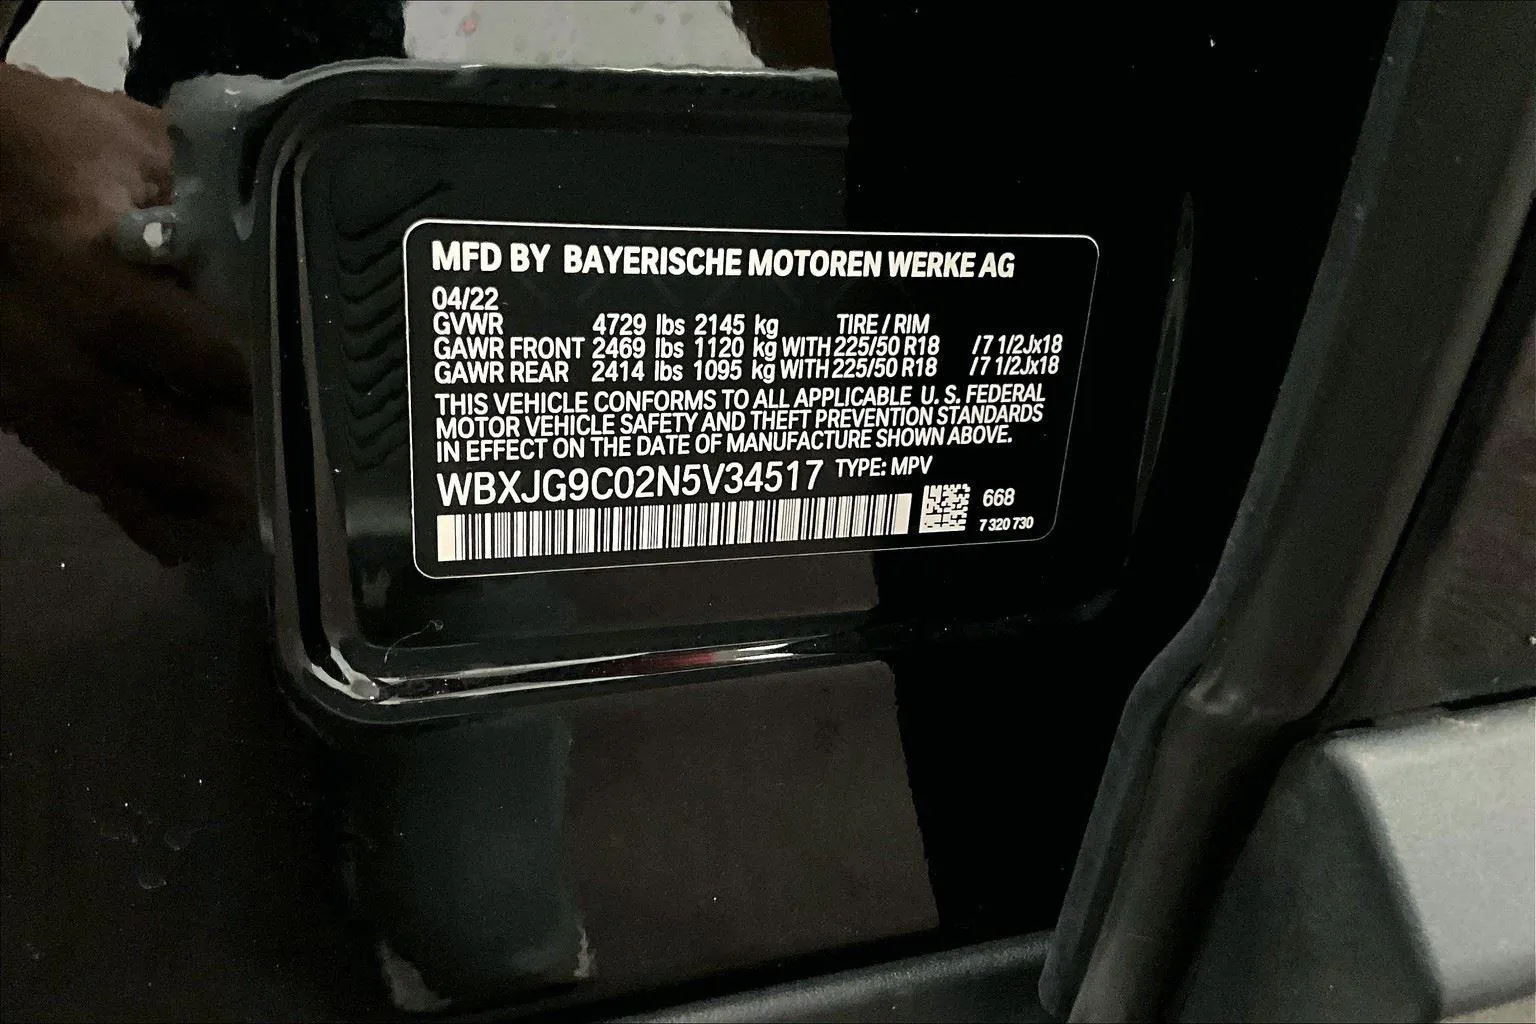 MFD BY BAYERISCHE MOTOREN WERKE AG
04/22
GVWR 4729 lbs 2145 kg TIRE / RIM
GAWR FRONT 2469 lbs 1120 kg WITH 225/50 R18 /7 1/2Jx18
GAWR REAR 2414 lbs 1095 kg WITH 225/50 R18 /7 1/2Jx18
THIS VEHICLE CONFORMS TO ALL APPLICABLE U. S. FEDERAL
MOTOR VEHICLE SAFETY AND THEFT PREVENTION STANDARDS
IN EFFECT ON THE DATE OF MANUFACTURE SHOWN ABOVE.
WBXJG9C02N5V34517 TYPE: MPV
668
7 320 730